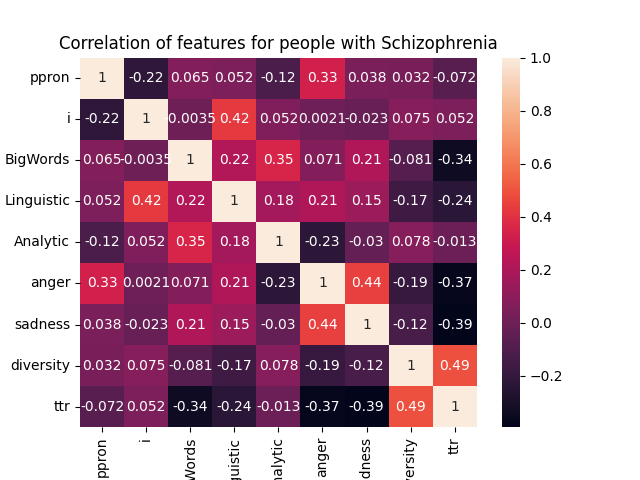 Correlation of features for people with Schizophrenia
ppron 1 -0.22 0.065 0.052 -0.12 0.33 0.038 0.032 -0.072
i -0.22 1 -0.0035 0.42 0.052 0.0021 -0.023 0.075 0.052
BigWords 0.065 -0.0035 1 0.22 0.35 0.071 0.21 -0.081 -0.34
Linguistic 0.052 0.42 0.22 1 0.18 0.21 0.15 -0.17 -0.24
Analytic -0.12 0.052 0.35 0.18 1 -0.23 -0.03 0.078 -0.013
anger 0.33 0.0021 0.071 0.21 -0.23 1 0.44 -0.19 -0.37
sadness 0.038 -0.023 0.21 0.15 -0.03 0.44 1 -0.12 -0.39
diversity 0.032 0.075 -0.081 -0.17 0.078 -0.19 -0.12 1 0.49
ttr -0.072 0.052 -0.34 -0.24 -0.013 -0.37 -0.39 0.49 1
ppron
i
Words
guistic
nalytic
anger
dness
versity
ttr
1.0
0.8
0.6
0.4
0.2
0.0
−0.2